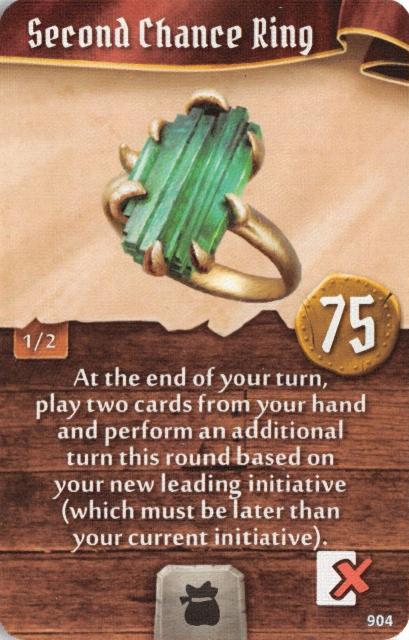 Second Chance Ring
75
1/2
At the end of your turn,
play two cards from your hand
and perform an additional
turn this round based on
your new leading initiative
(which must be later than
your current initiative).
904